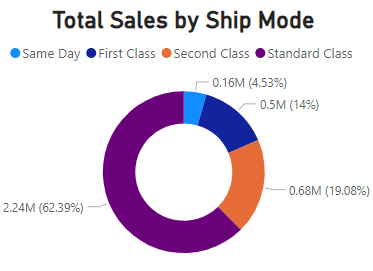 Total Sales by Ship Mode
Same Day First Class Second Class Standard Class
0.16M (4.53%)
0.5M (14%)
0.68M (19.08%)
2.24M (62.39%)